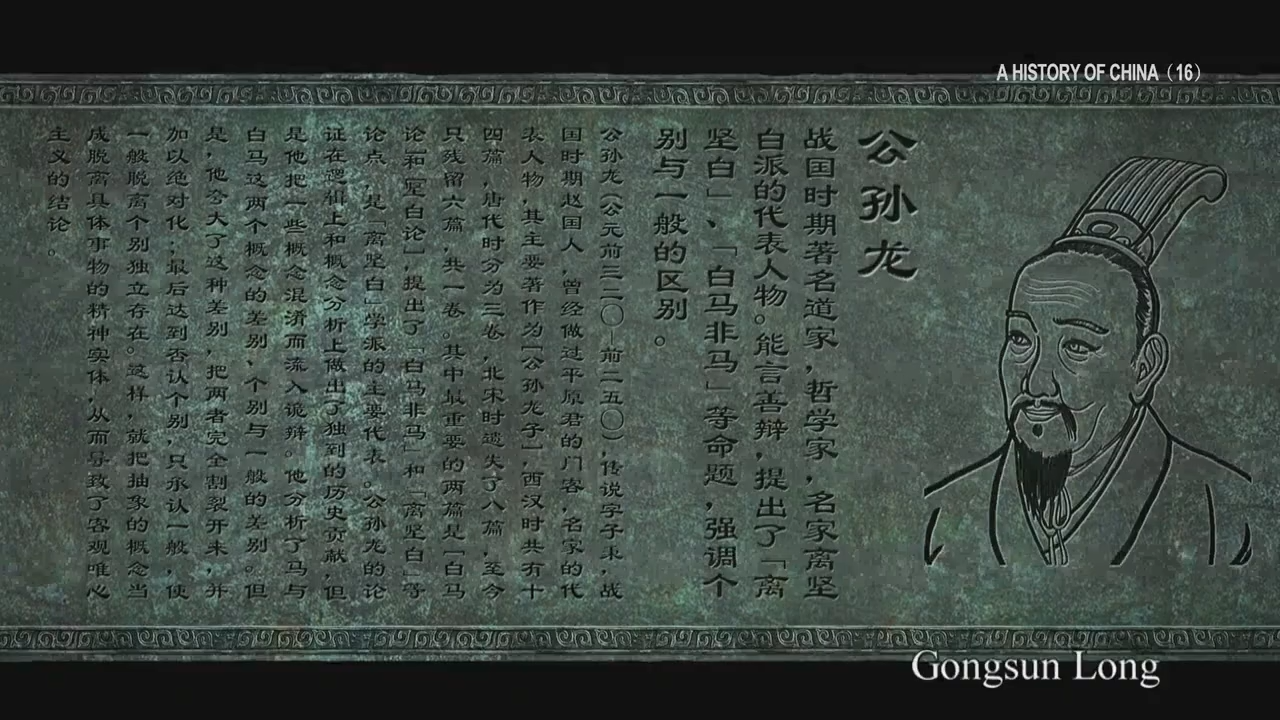 A HISTORY OF CHINA（16）
公孙龙
战国时期著名道家，哲学家，名家离坚
白派的代表人物。能言善辩，提出了「离
坚白」、「白马非马」等命题，强调个
别与一般的区别。
公孙龙（公元前三二〇—前二五〇），传说字子秉，战
国时期赵国人，曾经做过平原君的门客，名家的代
表人物，其主要著作为「公孙龙子」，西汉时共有十
四篇，唐代时分为三卷，北宋时遗失了八篇，至今
只残留六篇，共一卷。其中最重要的两篇是「白马
论」和「坚白论」，提出了「白马非马」和「离坚白」等
论点，是「离坚白」学派的主要代表。公孙龙的论
证在逻辑上和概念分析上做出了独到的历史贡献，但
是他把一些概念混淆而流入诡辩。他分析了马与
白马这两个概念的差别，个别与一般的差别。但
是，他夸大了这种差别，把两者完全割裂开来，并
加以绝对化；最后达到否认个别，只承认一般，使
一般脱离个别独立存在。这样，就把抽象的概念当
成脱离具体事物的精神实体，从而导致了客观唯心
主义的结论。
Gongsun Long